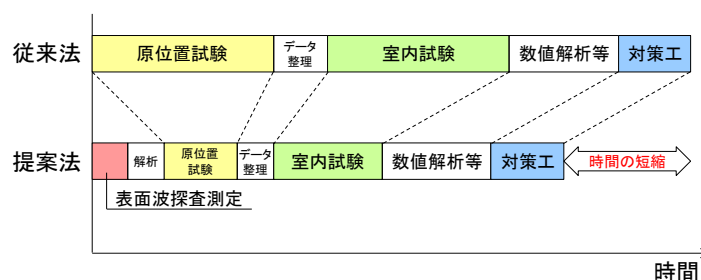 従来法
原位置試験
データ
整理
室内試験
数値解析等
対策工
提案法
解析
原位置
試験
データ
整理
室内試験
数値解析等
対策工
時間の短縮
表面波探査測定
時間